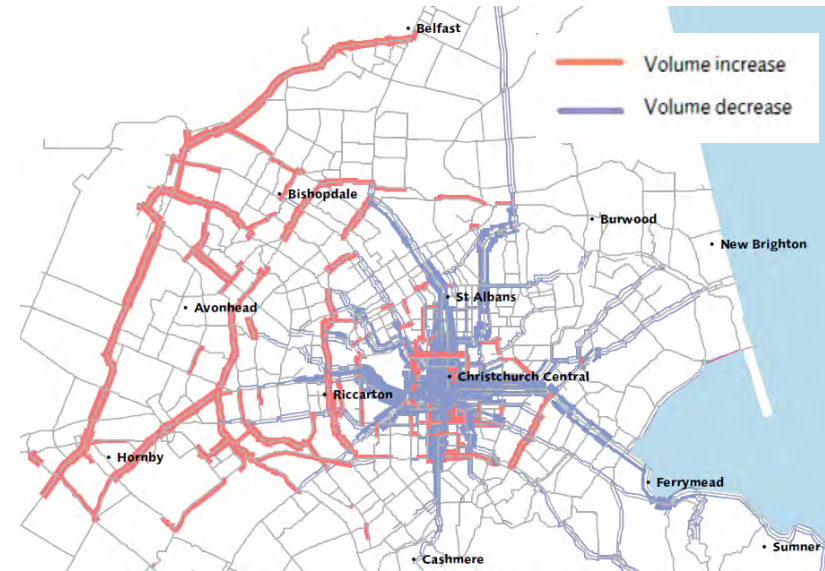 Belfast
Volume increase
Volume decrease
Bishopdale
Burwood
New Brighton
St Albans
Avonhead
Christchurch Central
Riccarton
Hornby
Ferrymead
Sumner
Cashmere